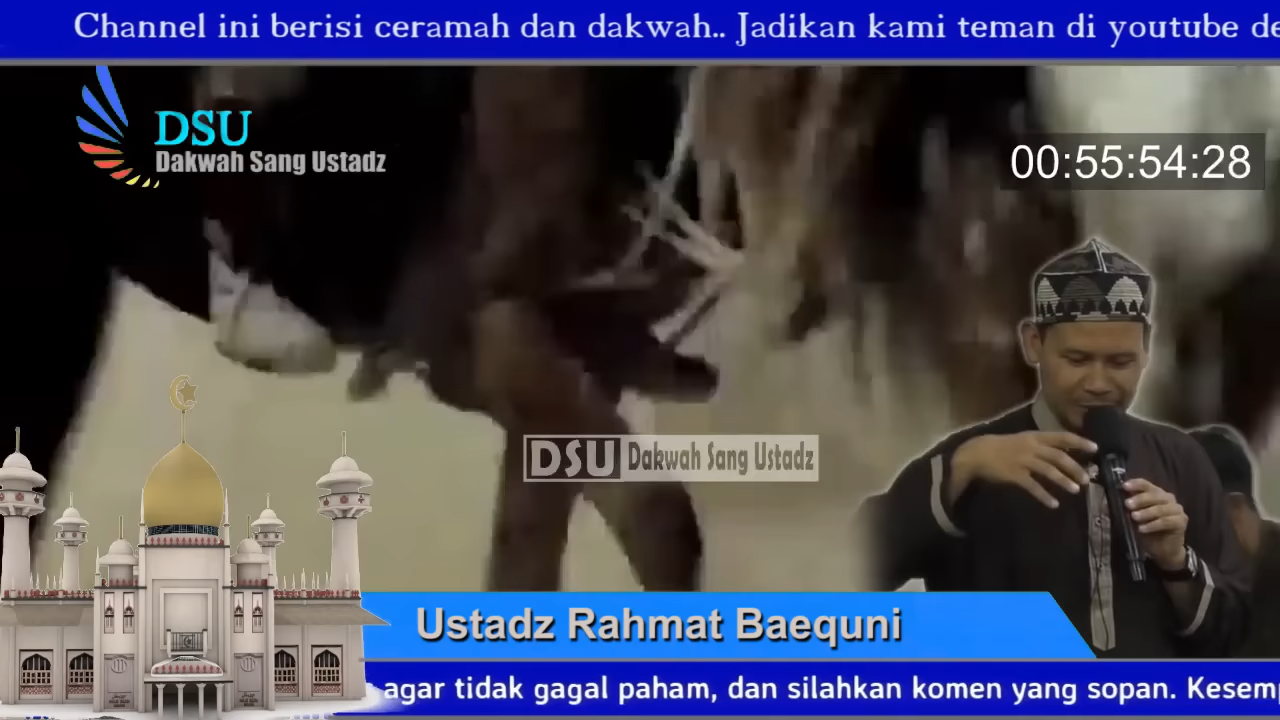 Channel ini berisi ceramah dan dakwah.. Jadikan kami teman di youtube de
DSU
Dakwah Sang Ustadz
00:55:54:28
DSU Dakwah Sang Ustadz
Ustadz Rahmat Baequni
agar tidak gagal paham, dan silahkan komen yang sopan. Kesemp